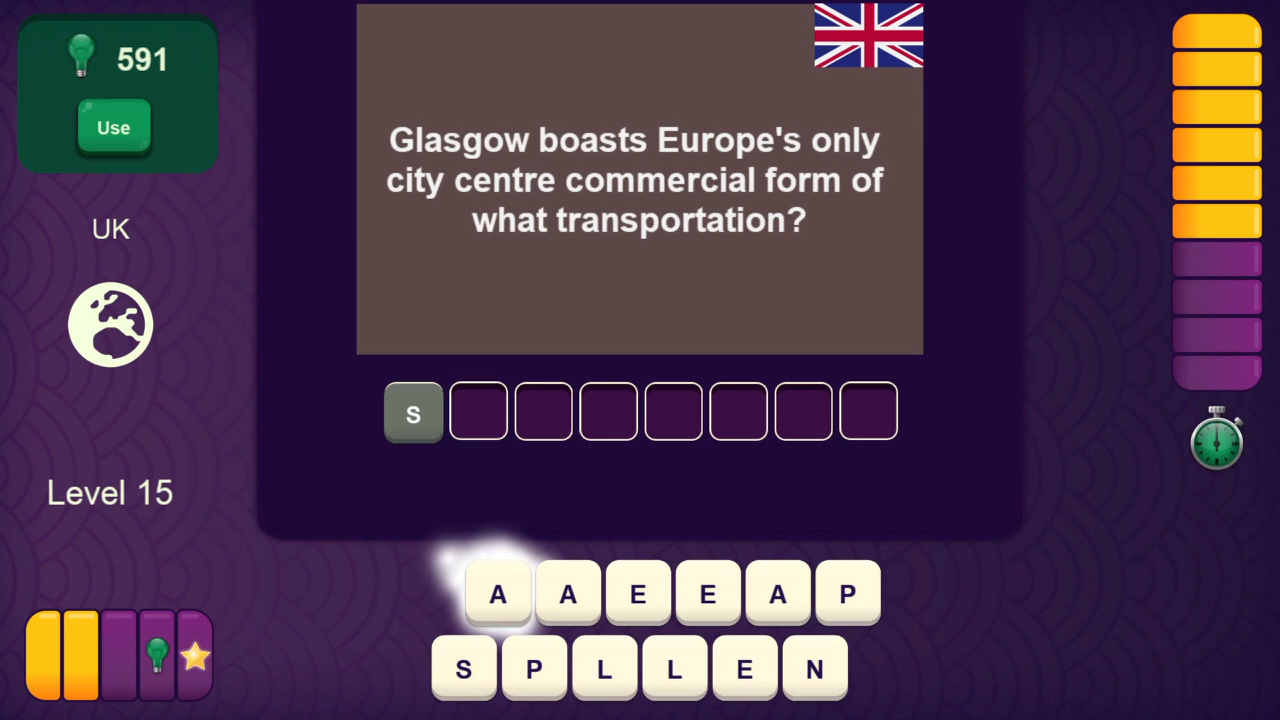 591
Use
UK
Level 15
Glasgow boasts Europe's only
city centre commercial form of
what transportation?
S
A A E E A P
S P L L E N